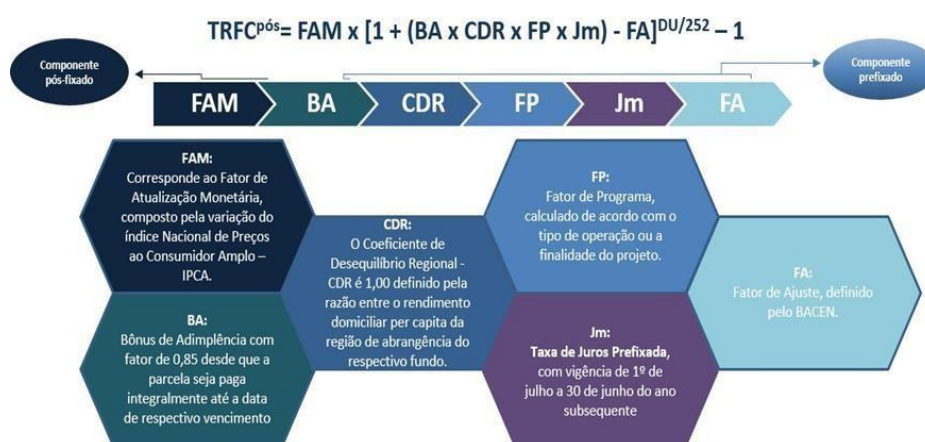 TRFCpós= FAM x [1 + (BA x CDR x FP x Jm) - FA]DU/252 – 1
Componente
pós-fixado
Componente
prefixado
FAM
BA
CDR
FP
Jm
FA
FAM:
Corresponde ao Fator de
Atualização Monetária,
composto pela variação do
índice Nacional de Preços
ao Consumidor Amplo –
IPCA.
BA:
Bônus de Adimplência com
fator de 0,85 desde que a
parcela seja paga
integralmente até a data
de respectivo vencimento
CDR:
O Coeficiente de
Desequilíbrio Regional -
CDR é 1,00 definido pela
razão entre o rendimento
domiciliar per capita da
região de abrangência do
respectivo fundo.
FP:
Fator de Programa,
calculado de acordo com o
tipo de operação ou a
finalidade do projeto.
Jm:
Taxa de Juros Prefixada,
com vigência de 1º de
julho a 30 de junho do ano
subsequente
FA:
Fator de Ajuste, definido
pelo BACEN.